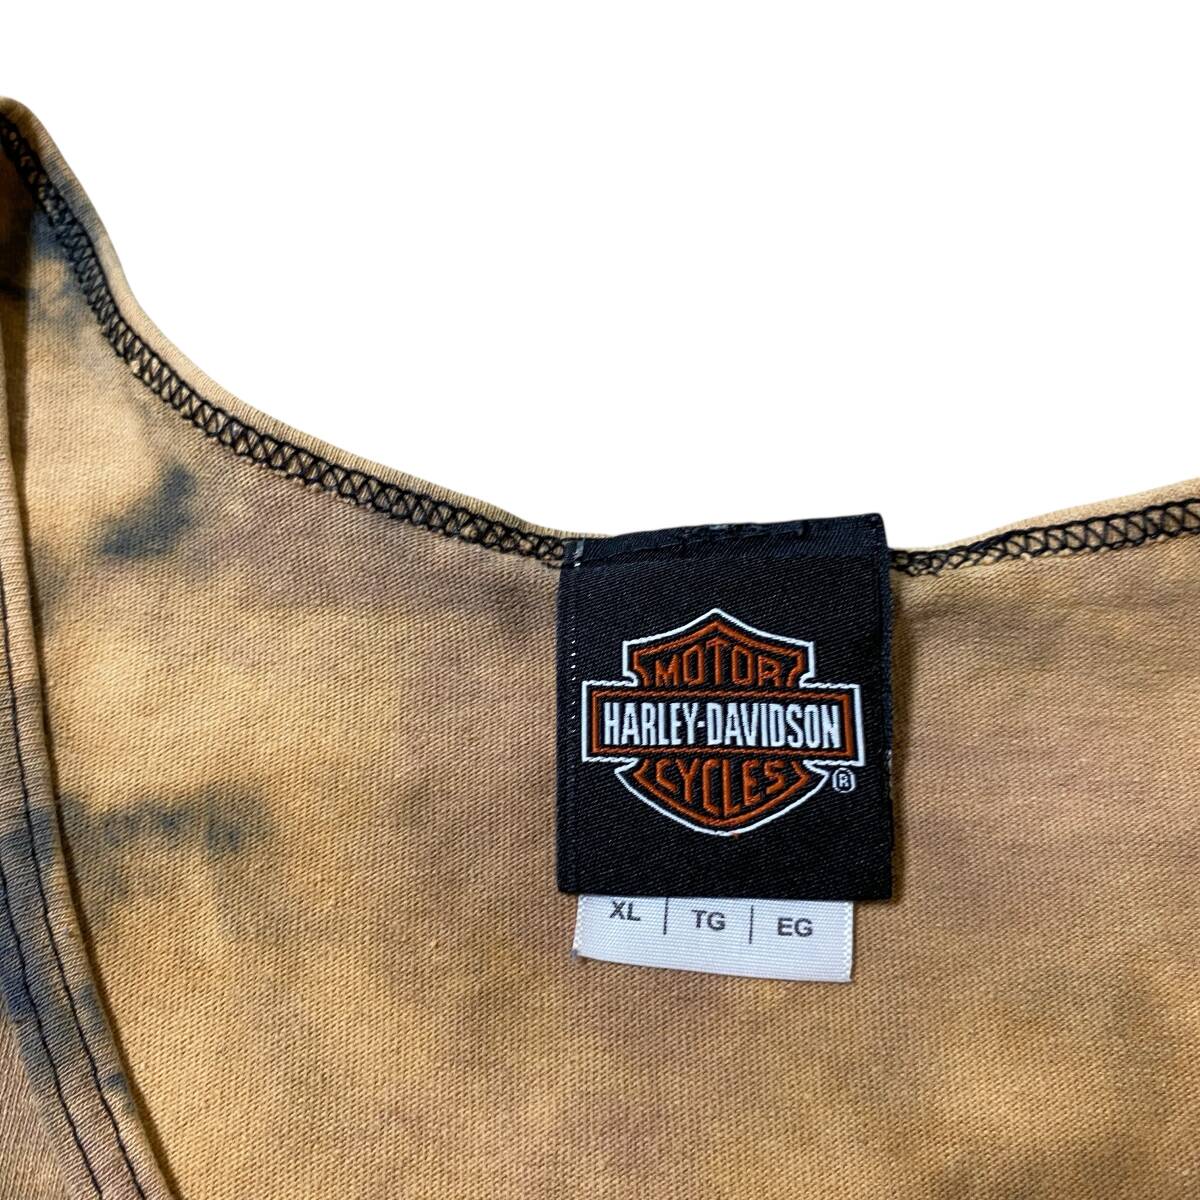 MOTOR
HARLEY-DAVIDSON
CYCLES
®
XL | TG | EG